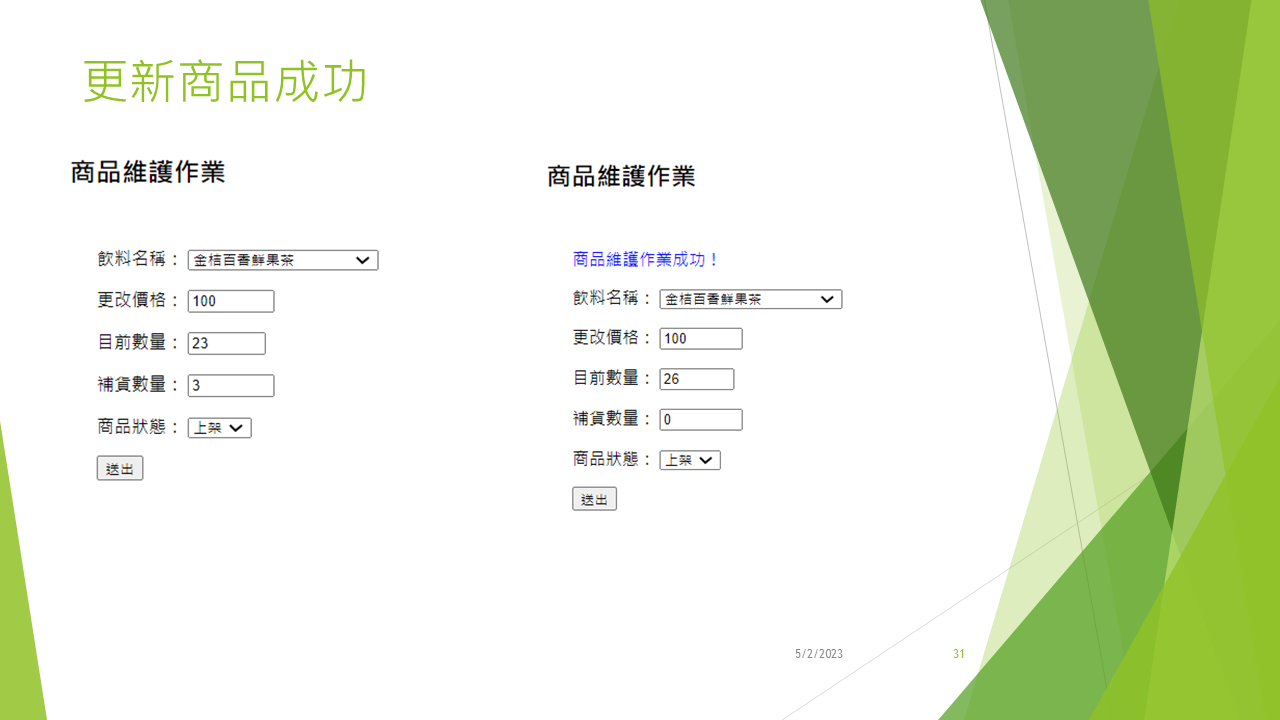 更新商品成功
商品維護作業
飲料名稱： 金桔百香鮮果茶
更改價格： 100
目前數量： 23
補貨數量： 3
商品狀態： 上架
送出
商品維護作業
商品維護作業成功！
飲料名稱： 金桔百香鮮果茶
更改價格： 100
目前數量： 26
補貨數量： 0
商品狀態： 上架
送出
5/2/2023
31